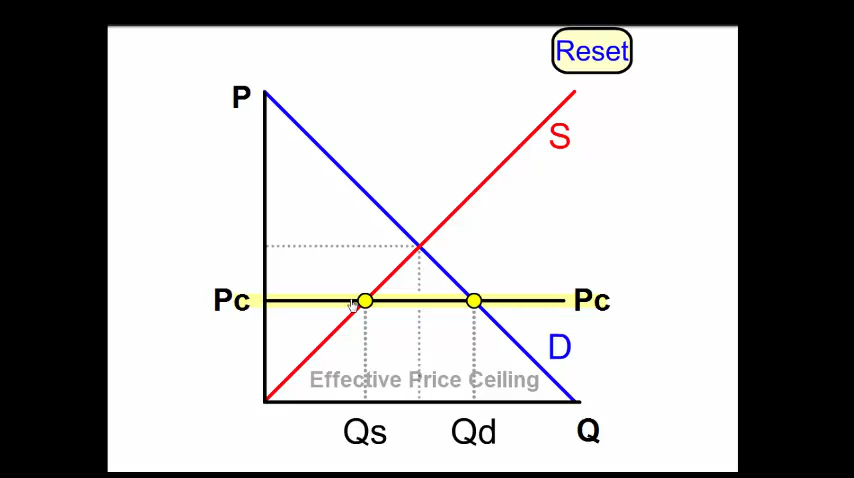 Reset
P
S
Pc
Pc
D
Effective Price Ceiling
Qs
Qd
Q